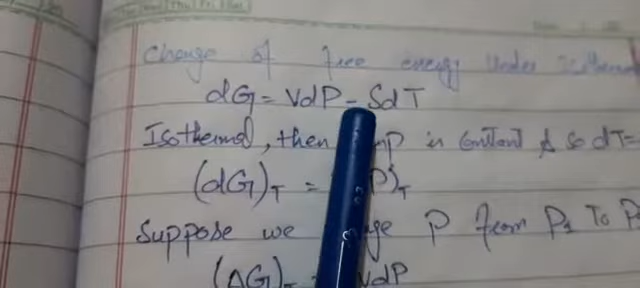 Change of free energy Under
dG = VdP - SdT
Isothermal, then is Constant & so dT =
(dG)T = P)T
Suppose we P from P1 To P
(ΔG) VdP